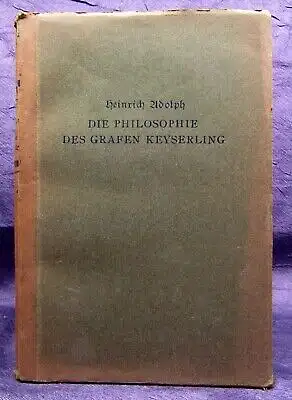 Heinrich Adolph
DIE PHILOSOPHIE
DES GRAFEN KEYSERLING